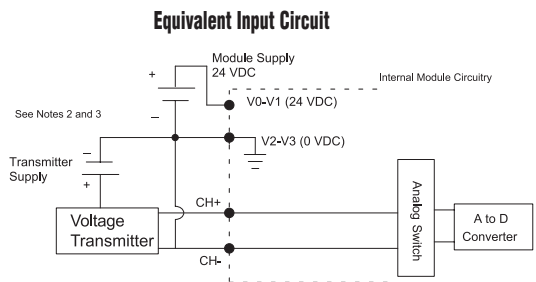 Equivalent Input Circuit
Module Supply
24 VDC
+
–
Internal Module Circuitry
V0-V1 (24 VDC)
See Notes 2 and 3
V2-V3 (0 VDC)
–
+
Transmitter
Supply
CH+
Voltage
Transmitter
CH-
Analog Switch
A to D
Converter